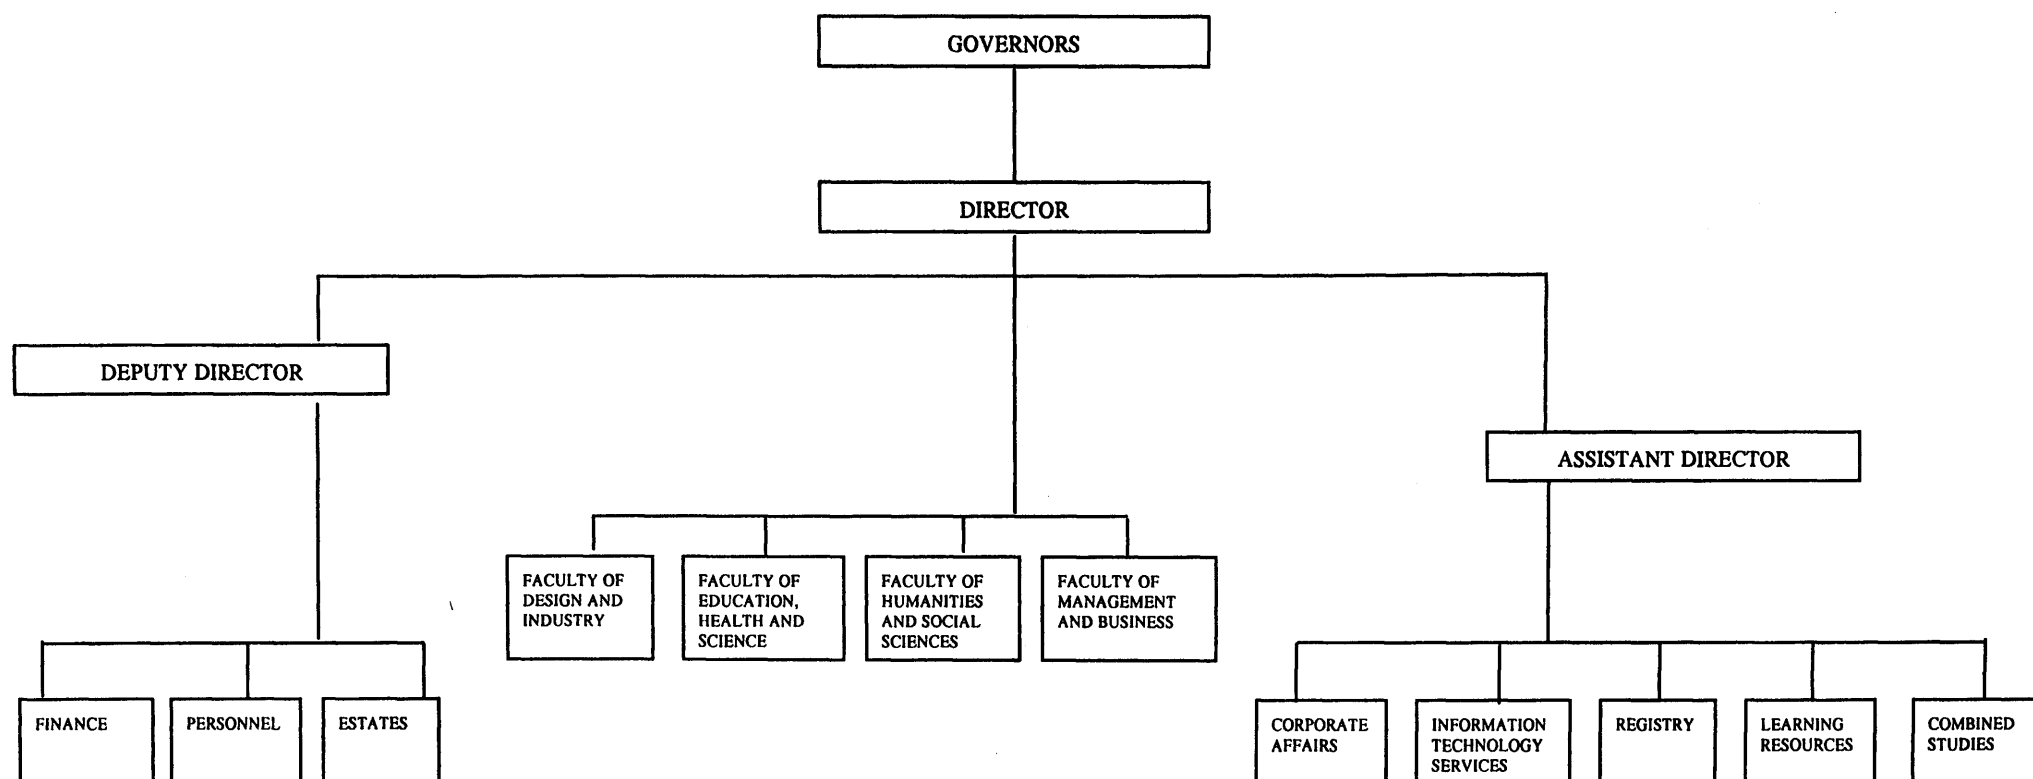 GOVERNORS
DIRECTOR
DEPUTY DIRECTOR
ASSISTANT DIRECTOR
FACULTY OF
DESIGN AND
INDUSTRY
FACULTY OF
EDUCATION,
HEALTH AND
SCIENCE
FACULTY OF
HUMANITIES
AND SOCIAL
SCIENCES
FACULTY OF
MANAGEMENT
AND BUSINESS
FINANCE
PERSONNEL
ESTATES
CORPORATE
AFFAIRS
INFORMATION
TECHNOLOGY
SERVICES
REGISTRY
LEARNING
RESOURCES
COMBINED
STUDIES